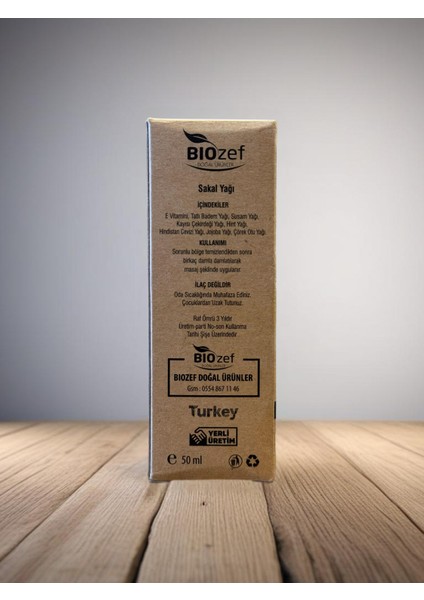 BIOzef
DOĞAL ÜRÜNLER
Sakal Yağı
İÇİNDEKİLER
E Vitamini, Tatlı Badem Yağı, Susam Yağı,
Kayısı Çekirdeği Yağı, Hint Yağı,
Hindistan Cevizi Yağı, Jojoba Yağı, Çörek Otu Yağı
KULLANIMI
Sorunlu bölge temizlendikten sonra
birkaç damla damlatılarak
masaj şeklinde uygulanır.
İLAÇ DEĞİLDİR
Oda Sıcaklığında Muhafaza Ediniz
Çocuklardan Uzak Tutunuz.
Raf Ömrü 3 Yıldır
Üretim-parti No-son Kullanma
Tarihi Şişe Üzerindedir.
BIOzef
BIOZEF DOĞAL ÜRÜNLER
Gsm : 0554 867 11 46
Turkey
YERLİ
ÜRETİM
e 50 ml